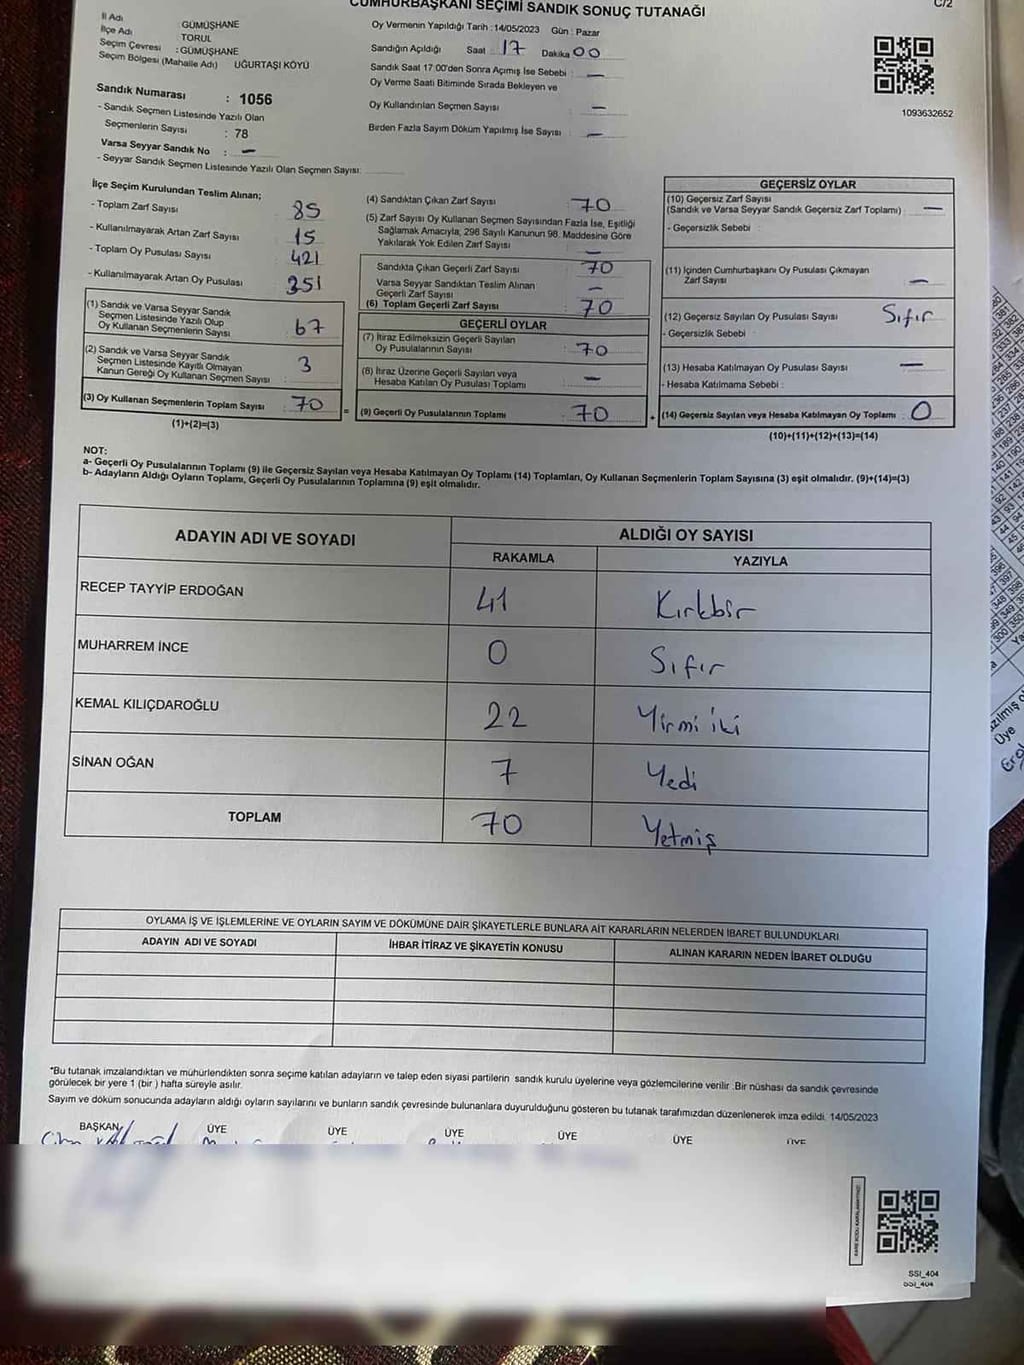 CUMHURBAŞKANI SEÇİMİ SANDIK SONUÇ TUTANAĞI
C/2
İl Adı : GÜMÜŞHANE
İlçe Adı : TORUL
Seçim Çevresi : GÜMÜŞHANE
Seçim Bölgesi (Mahalle Adı) UĞURTAŞI KÖYÜ
Sandık Numarası : 1056
- Sandık Seçmen Listesinde Yazılı Olan
Seçmenlerin Sayısı : 78
Varsa Seyyar Sandık No : —
- Seyyar Sandık Seçmen Listesinde Yazılı Olan Seçmen Sayısı:
Oy Vermenin Yapıldığı Tarih : 14/05/2023 Gün : Pazar
Sandığın Açıldığı Saat 17 Dakika 00
Sandık Saat 17:00'den Sonra Açımış İse Sebebi : —
Oy Verme Saati Bitiminde Sırada Bekleyen ve
Oy Kullandırılan Seçmen Sayısı —
Birden Fazla Sayım Döküm Yapılmış İse Sayısı : —
1093632652
İlçe Seçim Kurulundan Teslim Alınan;
- Toplam Zarf Sayısı 85
- Kullanılmayarak Artan Zarf Sayısı 15
- Toplam Oy Pusulası Sayısı 421
- Kullanılmayarak Artan Oy Pusulası 351
(1) Sandık ve Varsa Seyyar Sandık
Seçmen Listesinde Yazılı Olup
Oy Kullanan Seçmenlerin Sayısı 67
(2) Sandık ve Varsa Seyyar Sandık
Seçmen Listesinde Kayıtlı Olmayan
Kanun Gereği Oy Kullanan Seçmen Sayısı 3
(3) Oy Kullanan Seçmenlerin Toplam Sayısı : 70
(1)+(2)=(3)
(4) Sandıktan Çıkan Zarf Sayısı 70
(5) Zarf Sayısı Oy Kullanan Seçmen Sayısından Fazla İse, Eşitliği
Sağlamak Amacıyla, 298 Sayılı Kanunun 98. Maddesine Göre
Yakılarak Yok Edilen Zarf Sayısı —
Sandıkta Çıkan Geçerli Zarf Sayısı 70
Varsa Seyyar Sandıktan Teslim Alınan
Geçerli Zarf Sayısı —
(6) Toplam Geçerli Zarf Sayısı 70
GEÇERLİ OYLAR
(7) İtiraz Edilmeksizin Geçerli Sayılan
Oy Pusulalarının Sayısı 70
(8) İtiraz Üzerine Geçerli Sayılan veya
Hesaba Katılan Oy Pusulası Toplamı —
= (9) Geçerli Oy Pusulalarının Toplamı 70 +
GEÇERSİZ OYLAR
(10) Geçersiz Zarf Sayısı
(Sandık ve Varsa Seyyar Sandık Geçersiz Zarf Toplamı) : —
- Geçersizlik Sebebi :
(11) İçinden Cumhurbaşkanı Oy Pusulası Çıkmayan
Zarf Sayısı —
(12) Geçersiz Sayılan Oy Pusulası Sayısı Sıfır
- Geçersizlik Sebebi :
(13) Hesaba Katılmayan Oy Pusulası Sayısı —
- Hesaba Katılmama Sebebi :
(14) Geçersiz Sayılan veya Hesaba Katılmayan Oy Toplamı : 0
(10)+(11)+(12)+(13)=(14)
NOT:
a- Geçerli Oy Pusulalarının Toplamı (9) ile Geçersiz Sayılan veya Hesaba Katılmayan Oy Toplamı (14) Toplamları, Oy Kullanan Seçmenlerin Toplam Sayısına (3) eşit olmalıdır. (9)+(14)=(3)
b- Adayların Aldığı Oyların Toplamı, Geçerli Oy Pusulalarının Toplamına (9) eşit olmalıdır.
ADAYIN ADI VE SOYADI ALDIĞI OY SAYISI
RAKAMLA YAZIYLA
RECEP TAYYİP ERDOĞAN 41 Kırkbir
MUHARREM İNCE 0 Sıfır
KEMAL KILIÇDAROĞLU 22 Yirmi iki
SİNAN OĞAN 7 Yedi
TOPLAM 70 Yetmiş
OYLAMA İŞ VE İŞLEMLERİNE VE OYLARIN SAYIM VE DÖKÜMÜNE DAİR ŞİKAYETLERLE BUNLARA AİT KARARLARIN NELERDEN İBARET BULUNDUKLARI
ADAYIN ADI VE SOYADI İHBAR İTİRAZ VE ŞİKAYETİN KONUSU ALINAN KARARIN NEDEN İBARET OLDUĞU
*Bu tutanak imzalandıktan ve mühürlendikten sonra seçime katılan adayların ve talep eden siyasi partilerin sandık kurulu üyelerine veya gözlemcilerine verilir .Bir nüshası da sandık çevresinde
görülecek bir yere 1 (bir ) hafta süreyle asılır.
Sayım ve döküm sonucunda adayların aldığı oyların sayılarını ve bunların sandık çevresinde bulunanlara duyurulduğunu gösteren bu tutanak tarafımızdan düzenlenerek imza edildi. 14/05/2023
BAŞKAN ÜYE ÜYE ÜYE ÜYE ÜYE ÜYE
SSI_404
SSI_404